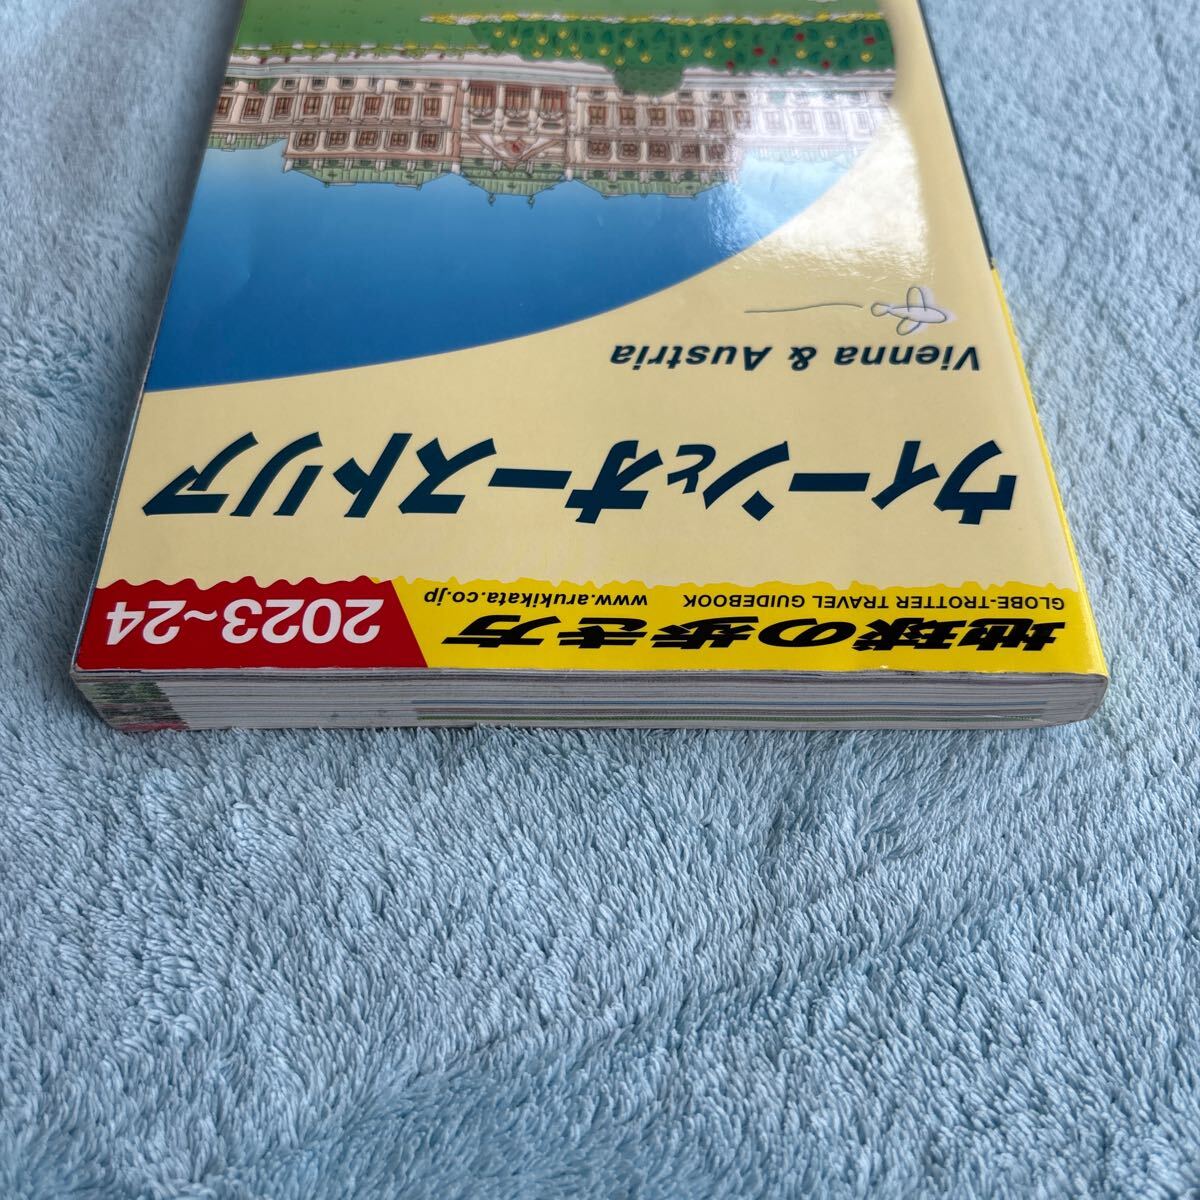 地球の歩き方
2023~24
GLOBE-TROTTER TRAVEL GUIDEBOOK
www.arukikata.co.jp
ウィーンとオーストリア
Vienna & Austria